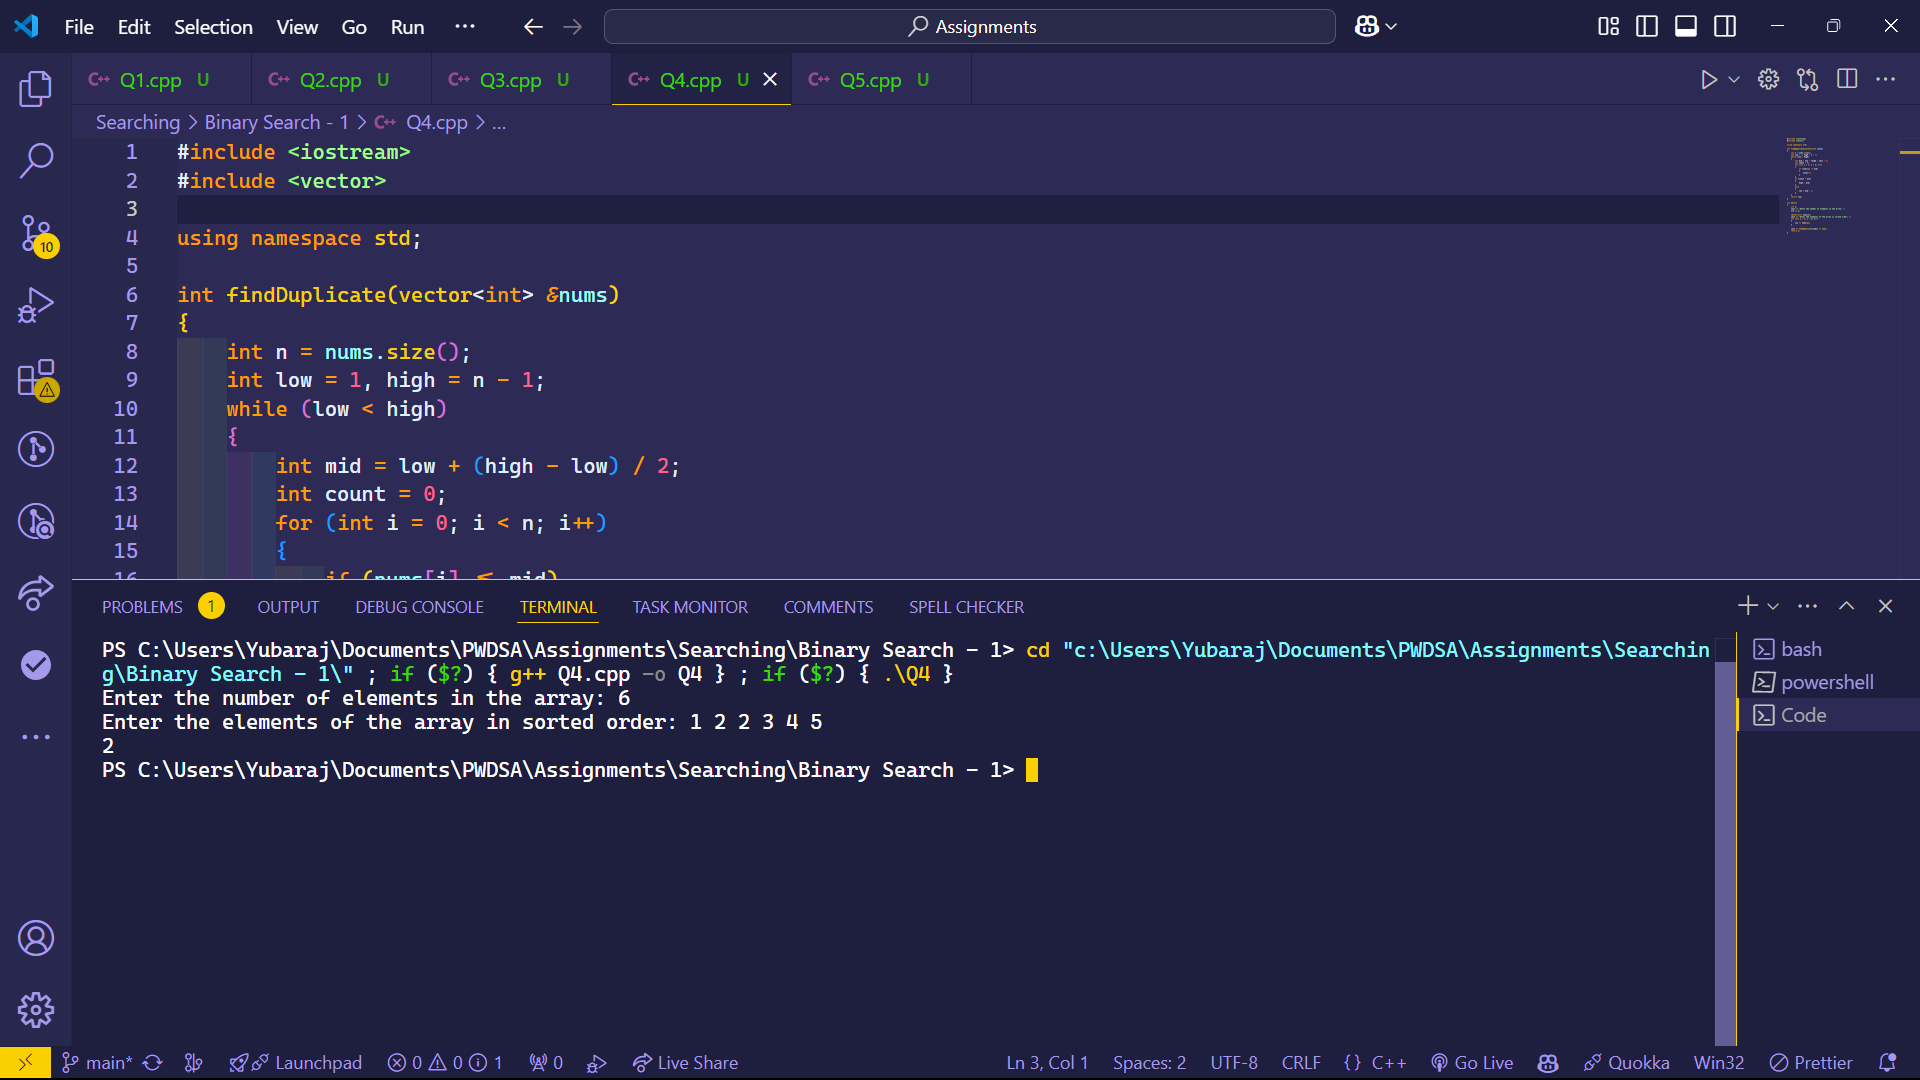 File Edit Selection View Go Run ... Assignments
C++ Q1.cpp U C++ Q2.cpp U C++ Q3.cpp U C++ Q4.cpp U C++ Q5.cpp U
Searching > Binary Search - 1 > C++ Q4.cpp > ...
1 #include <iostream>
2 #include <vector>
3
4 using namespace std;
5
6 int findDuplicate(vector<int> &nums)
7 {
8 int n = nums.size();
9 int low = 1, high = n - 1;
10 while (low < high)
11 {
12 int mid = low + (high - low) / 2;
13 int count = 0;
14 for (int i = 0; i < n; i++)
15 {
16 if (nums[i] <= mid)
10
PROBLEMS 1 OUTPUT DEBUG CONSOLE TERMINAL TASK MONITOR COMMENTS SPELL CHECKER
PS C:\Users\Yubaraj\Documents\PWDSA\Assignments\Searching\Binary Search - 1> cd "c:\Users\Yubaraj\Documents\PWDSA\Assignments\Searchin
g\Binary Search - 1\" ; if ($?) { g++ Q4.cpp -o Q4 } ; if ($?) { .\Q4 }
Enter the number of elements in the array: 6
Enter the elements of the array in sorted order: 1 2 2 3 4 5
2
PS C:\Users\Yubaraj\Documents\PWDSA\Assignments\Searching\Binary Search - 1>
bash
powershell
Code
main* Launchpad 0 0 1 0 Live Share Ln 3, Col 1 Spaces: 2 UTF-8 CRLF {} C++ Go Live Quokka Win32 Prettier